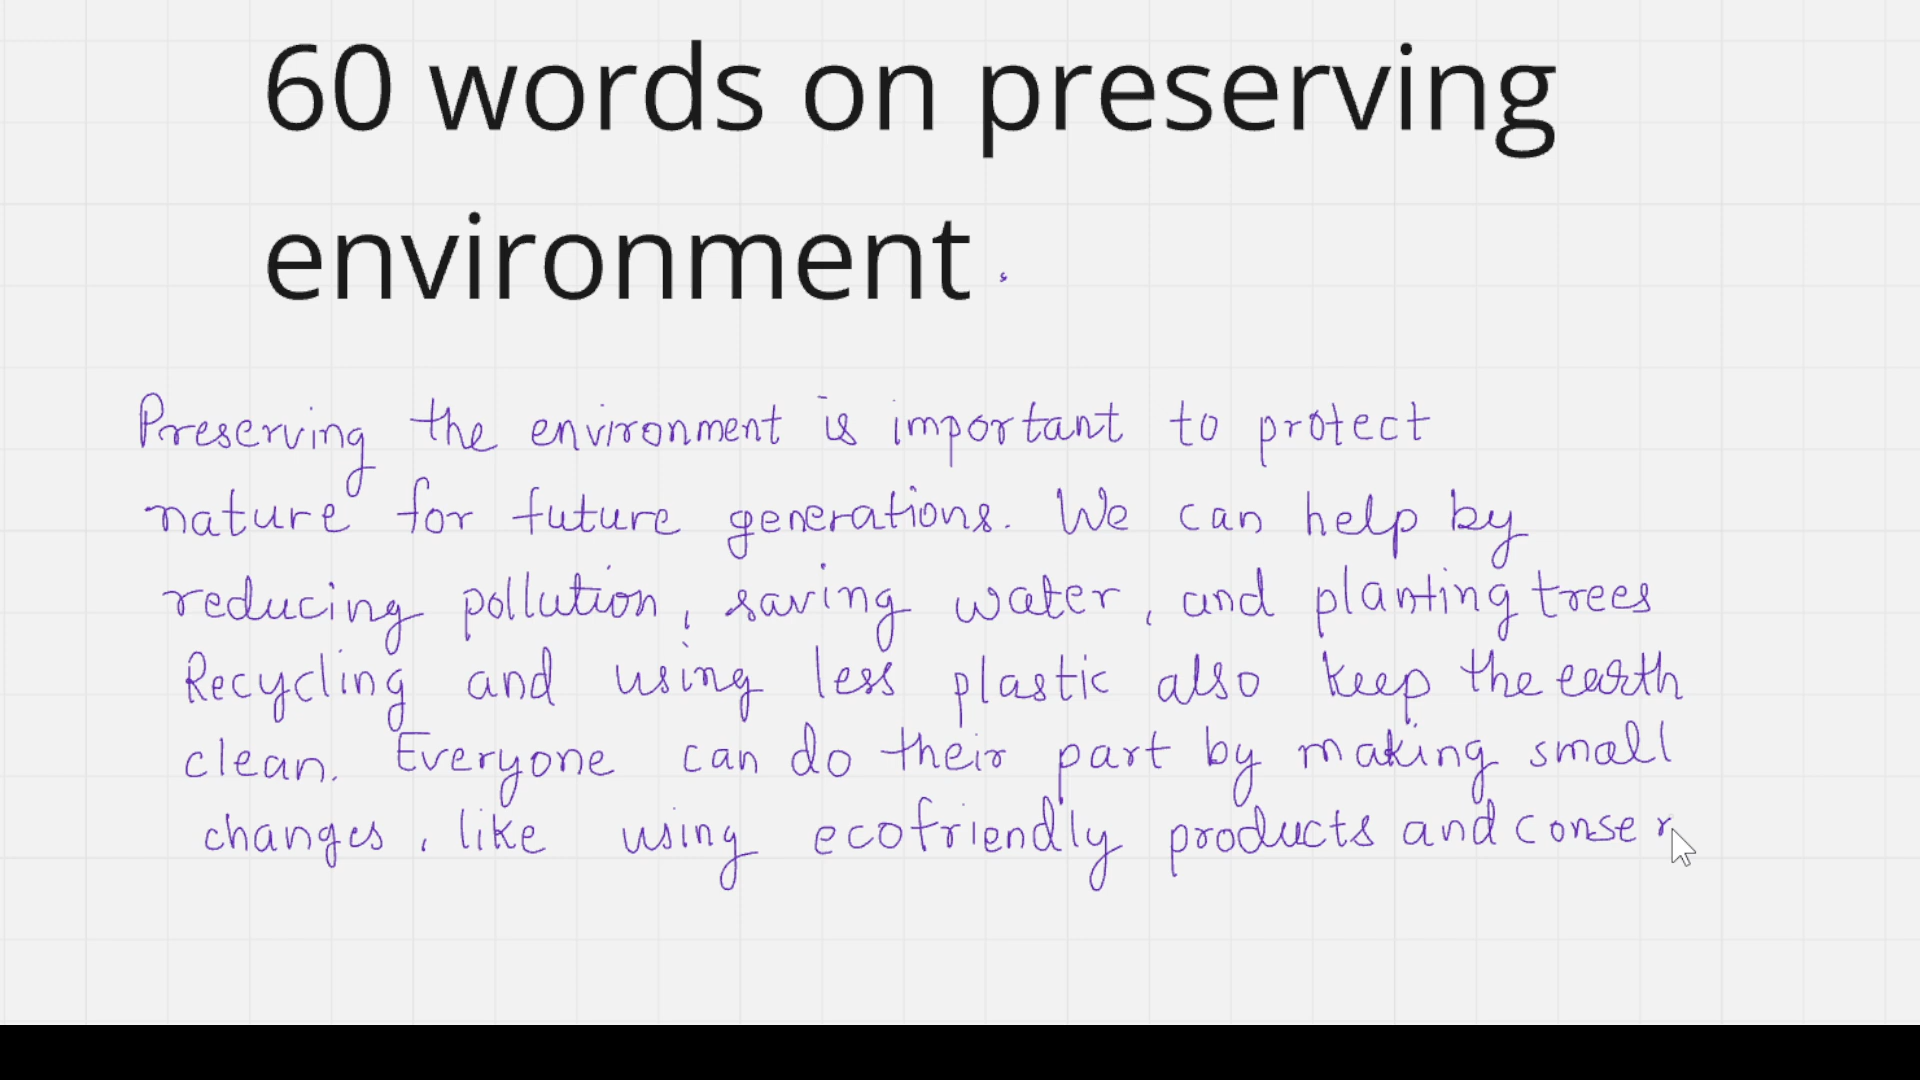 60 words on preserving
environment.
Preserving the environment is important to protect
nature for future generations. We can help by
reducing pollution, saving water, and planting trees
Recycling and using less plastic also keep the earth
clean. Everyone can do their part by making small
changes, like using ecofriendly products and conser